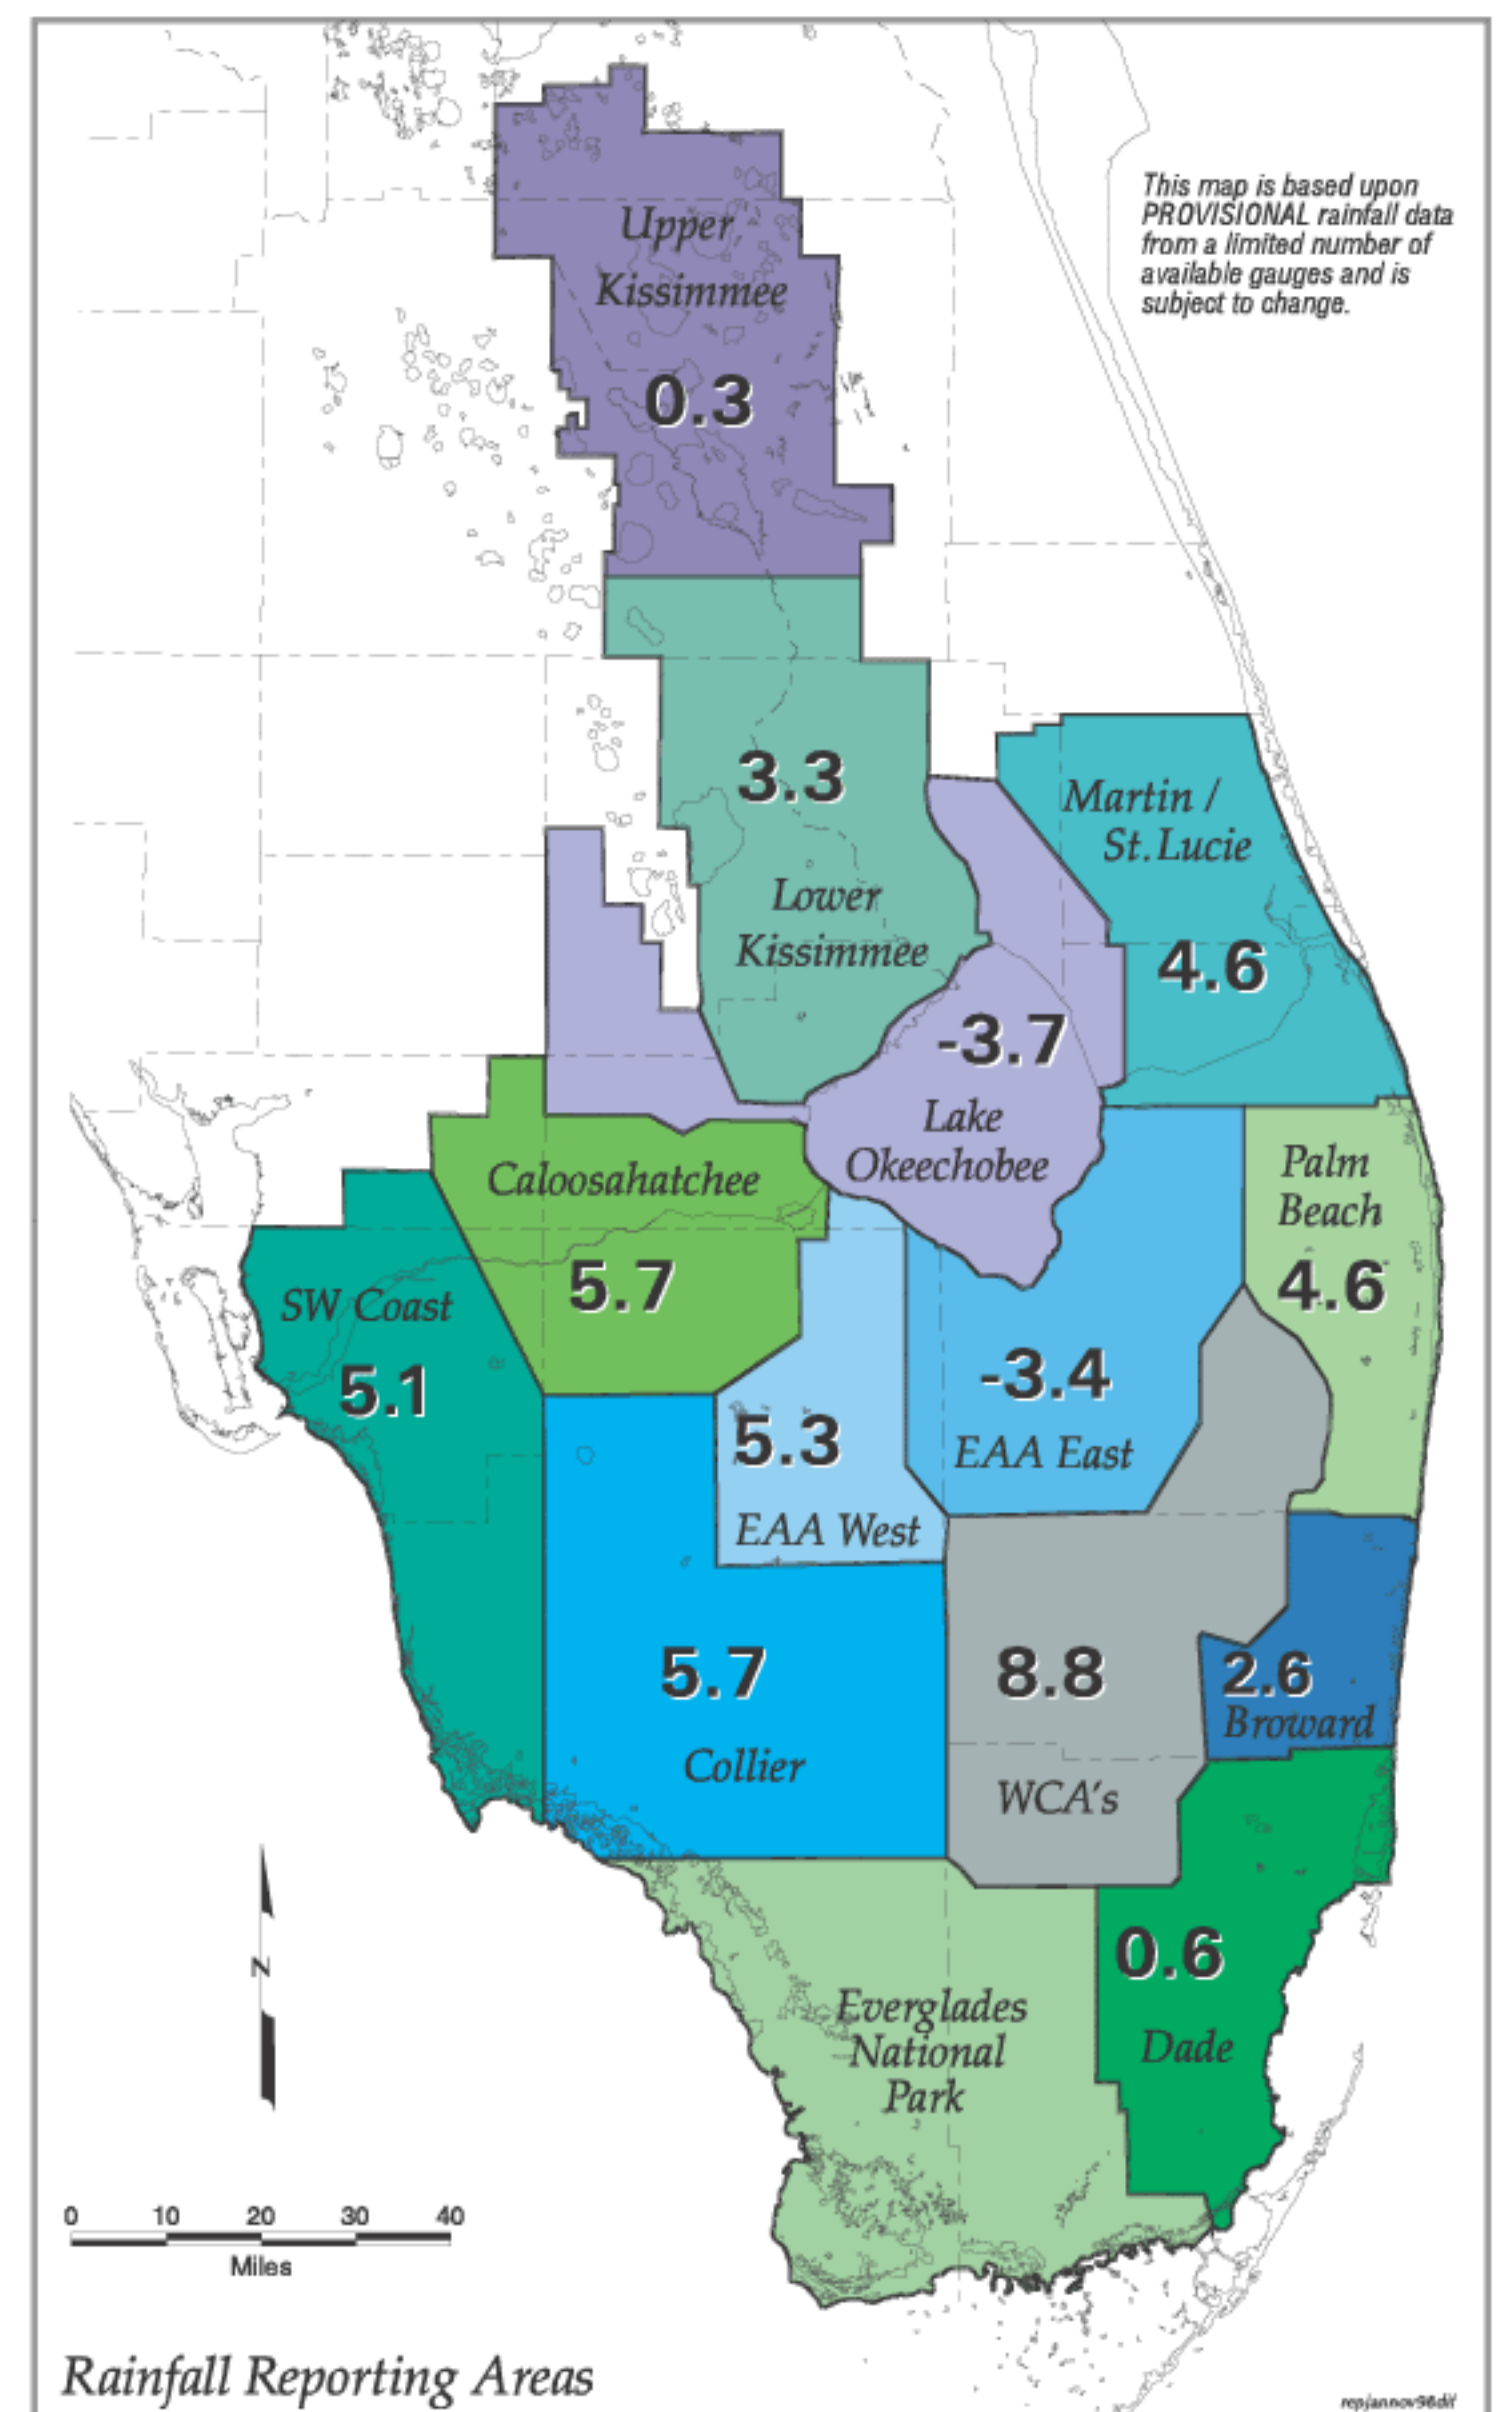 This map is based upon
PROVISIONAL rainfall data
from a limited number of
available gauges and is
subject to change.
Upper
Kissimmee
0.3
3.3
Lower
Kissimmee
Martin /
St. Lucie
4.6
-3.7
Lake
Okeechobee
Caloosahatchee
5.7
Palm
Beach
4.6
SW Coast
5.1
-3.4
EAA East
5.3
EAA West
5.7
Collier
8.8
WCA's
2.6
Broward
0.6
Dade
Everglades
National
Park
N
0 10 20 30 40
Miles
Rainfall Reporting Areas
repjannov98dif